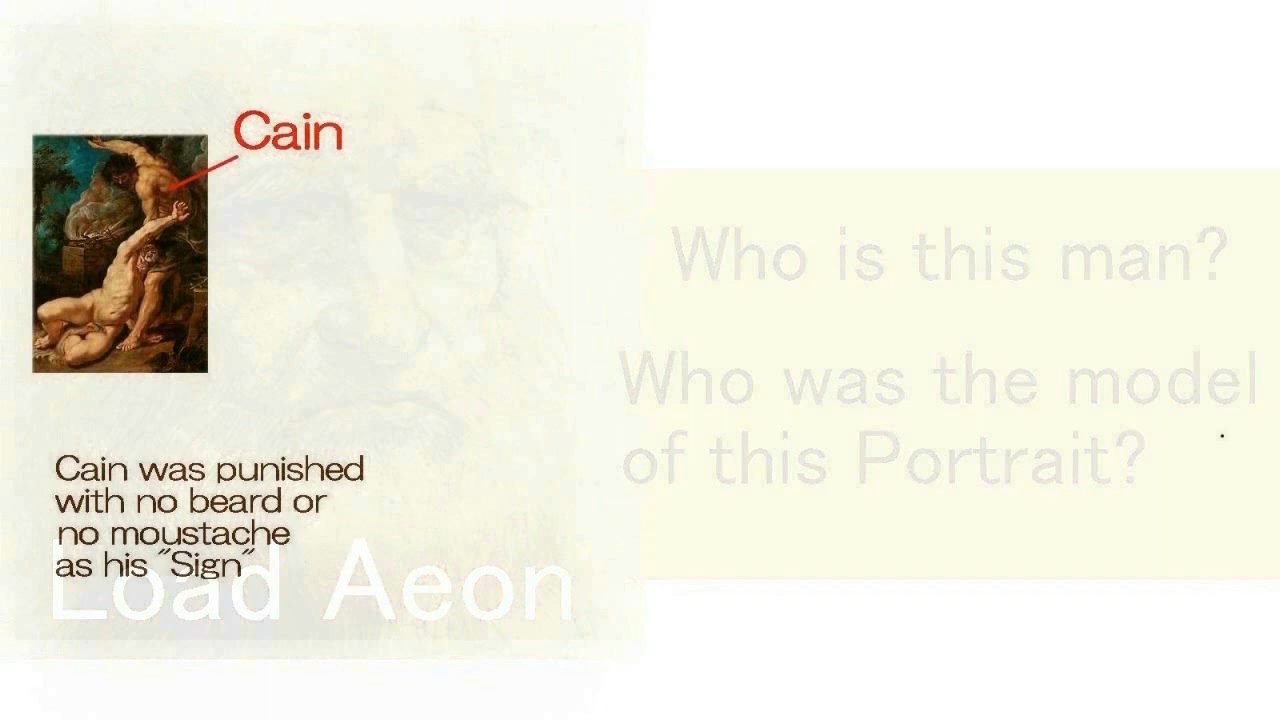 Cain
Cain was punished
with no beard or
no moustache
as his "Sign"
Load Aeon
Who is this man?
Who was the model
of this Portrait?